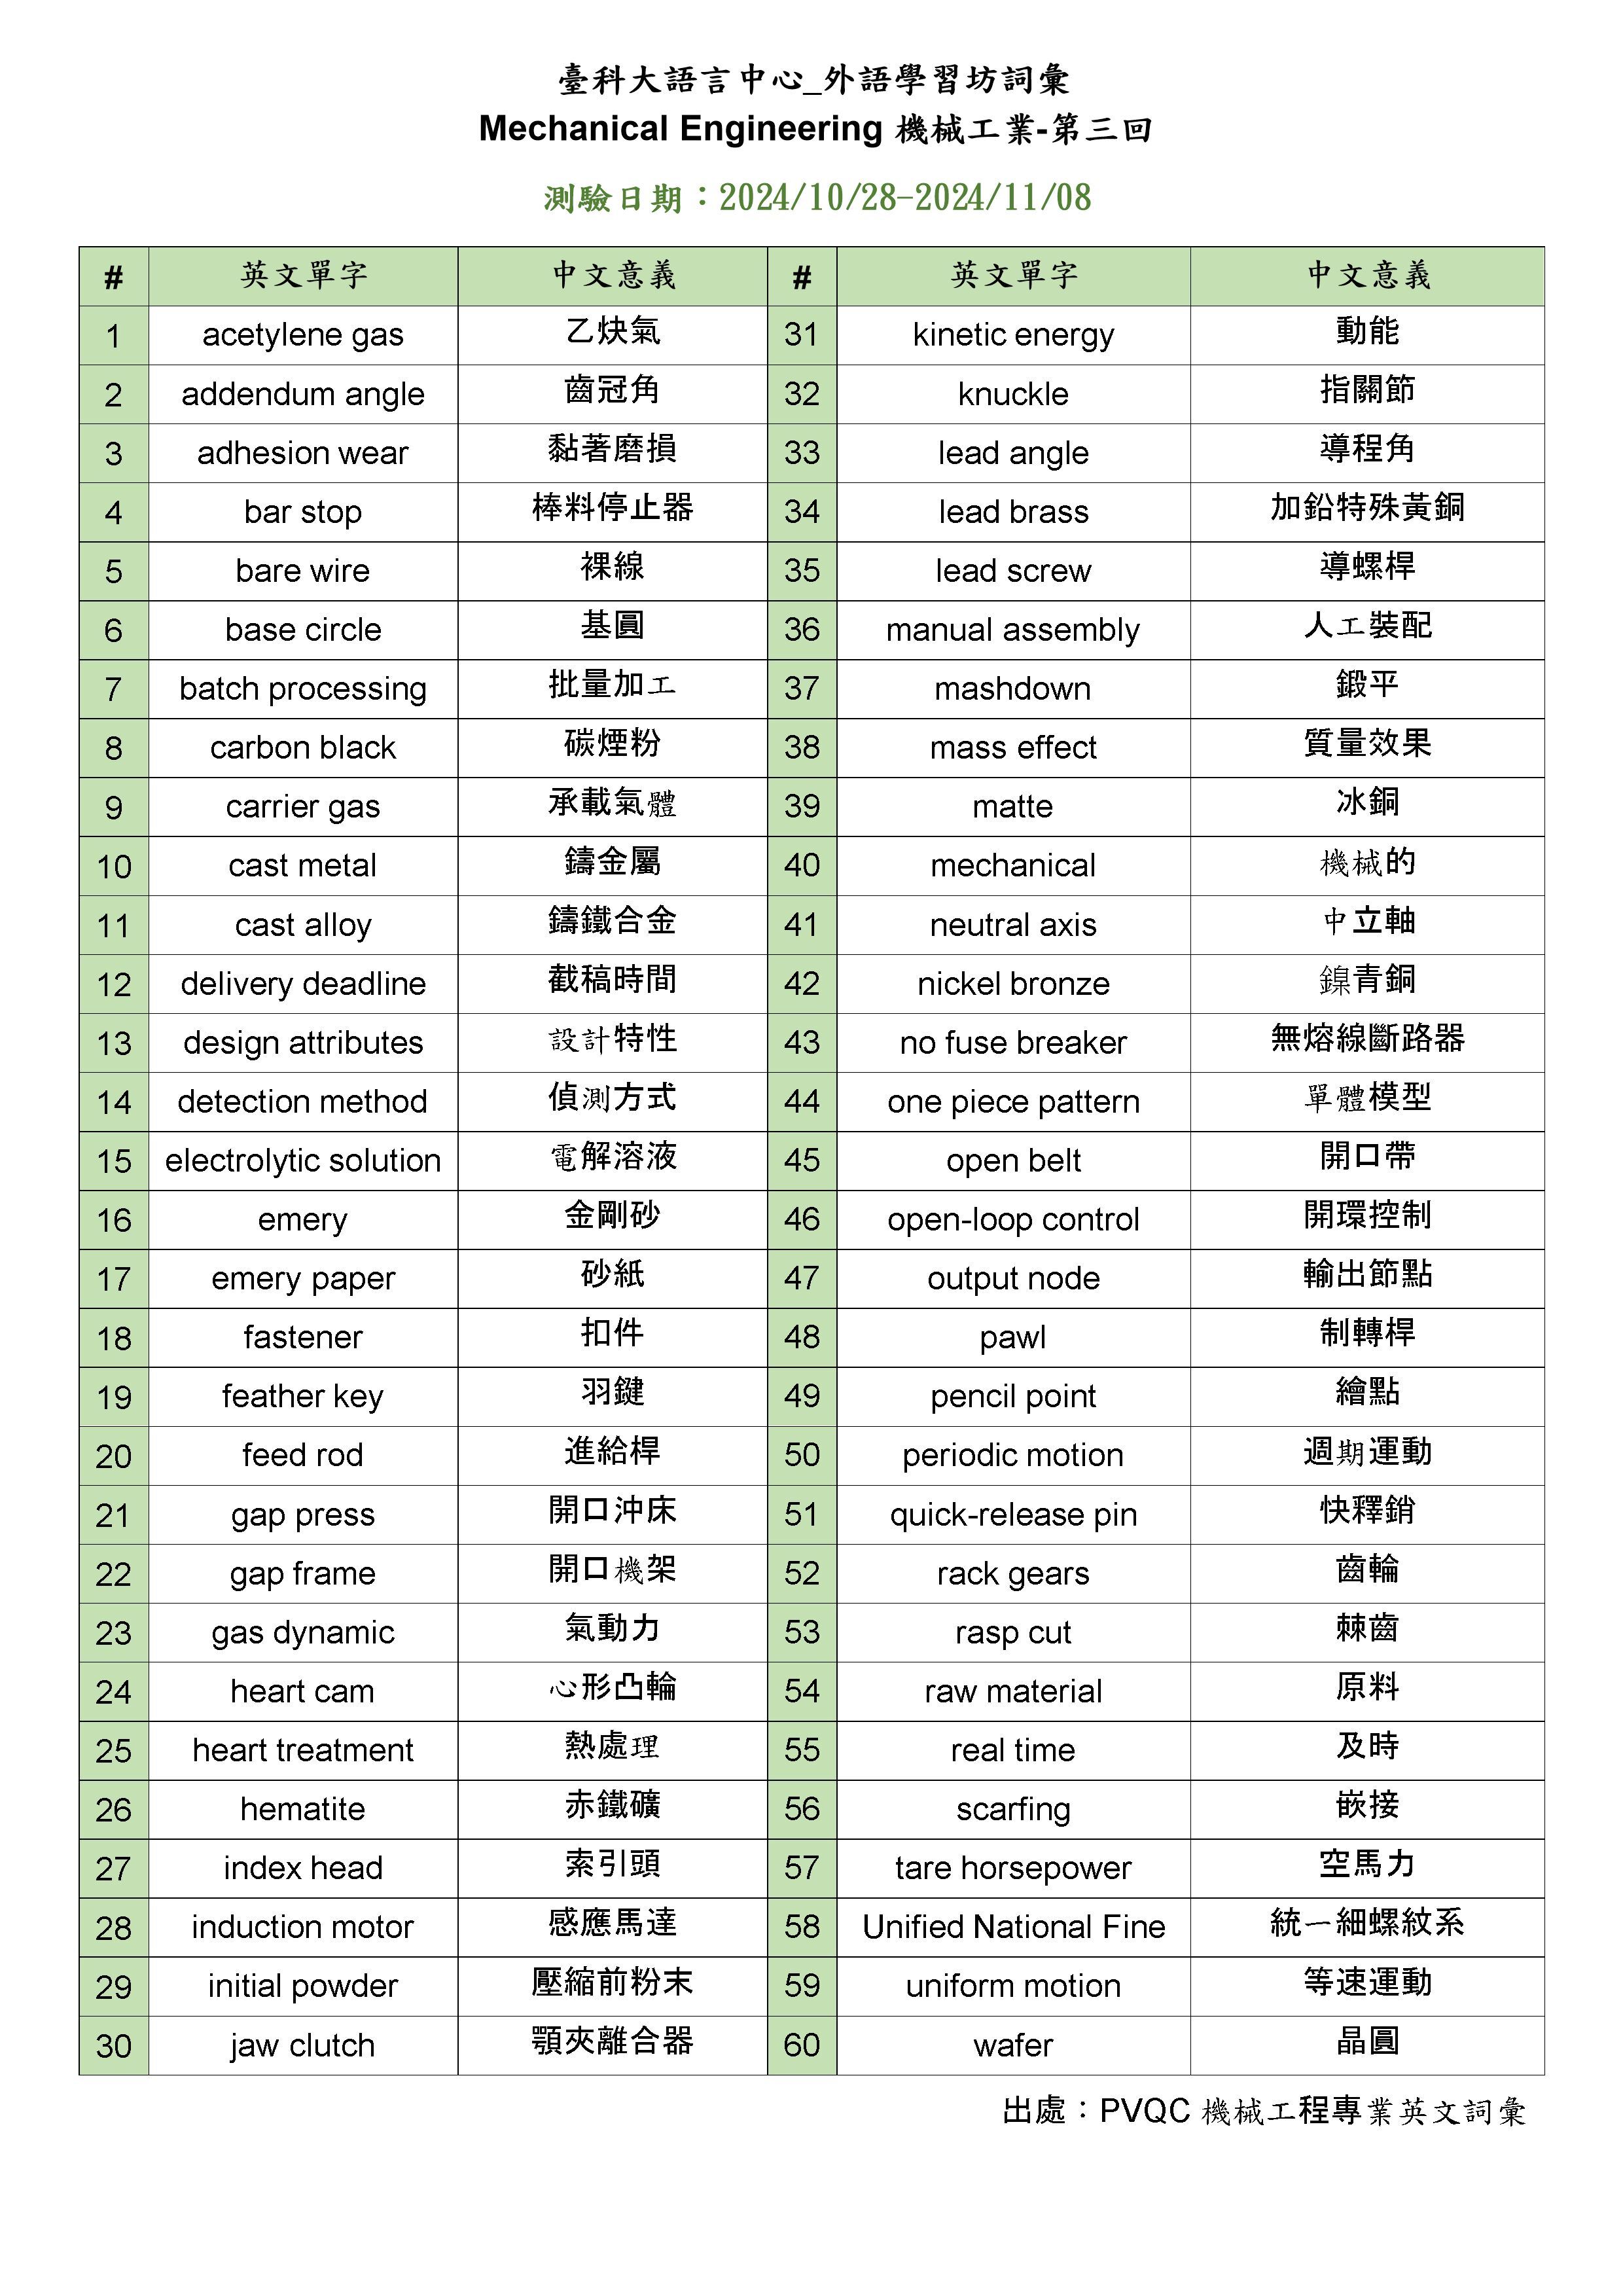 臺科大語言中心_外語學習坊詞彙
Mechanical Engineering 機械工業-第三回
測驗日期：2024/10/28-2024/11/08
# 英文單字 中文意義 # 英文單字 中文意義
1 acetylene gas 乙炔氣 31 kinetic energy 動能
2 addendum angle 齒冠角 32 knuckle 指關節
3 adhesion wear 黏著磨損 33 lead angle 導程角
4 bar stop 棒料停止器 34 lead brass 加鉛特殊黃銅
5 bare wire 裸線 35 lead screw 導螺桿
6 base circle 基圓 36 manual assembly 人工裝配
7 batch processing 批量加工 37 mashdown 鍛平
8 carbon black 碳煙粉 38 mass effect 質量效果
9 carrier gas 承載氣體 39 matte 冰銅
10 cast metal 鑄金屬 40 mechanical 機械的
11 cast alloy 鑄鐵合金 41 neutral axis 中立軸
12 delivery deadline 截稿時間 42 nickel bronze 鎳青銅
13 design attributes 設計特性 43 no fuse breaker 無熔線斷路器
14 detection method 偵測方式 44 one piece pattern 單體模型
15 electrolytic solution 電解溶液 45 open belt 開口帶
16 emery 金剛砂 46 open-loop control 開環控制
17 emery paper 砂紙 47 output node 輸出節點
18 fastener 扣件 48 pawl 制轉桿
19 feather key 羽鍵 49 pencil point 繪點
20 feed rod 進給桿 50 periodic motion 週期運動
21 gap press 開口沖床 51 quick-release pin 快釋銷
22 gap frame 開口機架 52 rack gears 齒輪
23 gas dynamic 氣動力 53 rasp cut 棘齒
24 heart cam 心形凸輪 54 raw material 原料
25 heart treatment 熱處理 55 real time 及時
26 hematite 赤鐵礦 56 scarfing 嵌接
27 index head 索引頭 57 tare horsepower 空馬力
28 induction motor 感應馬達 58 Unified National Fine 統一細螺紋系
29 initial powder 壓縮前粉末 59 uniform motion 等速運動
30 jaw clutch 顎夾離合器 60 wafer 晶圓
出處：PVQC 機械工程專業英文詞彙